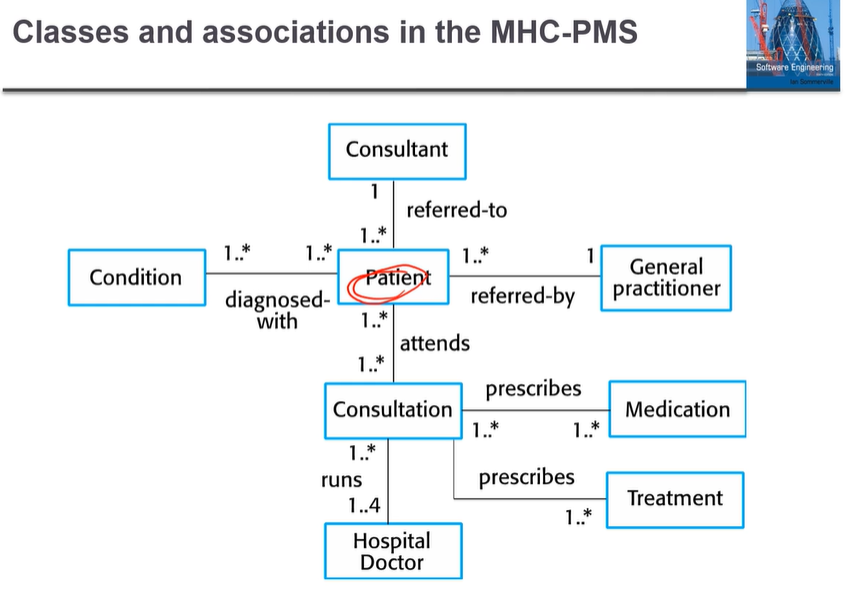 Classes and associations in the MHC-PMS
Software Engineering
Ian Sommerville
Consultant
1
referred-to
1..*
Condition
1..*
1..*
diagnosed-
with
Patient
1..*
1
referred-by
General
practitioner
1..*
attends
1..*
Consultation
prescribes
1..*
1..*
Medication
1..*
runs
1..4
prescribes
1..*
Treatment
Hospital
Doctor